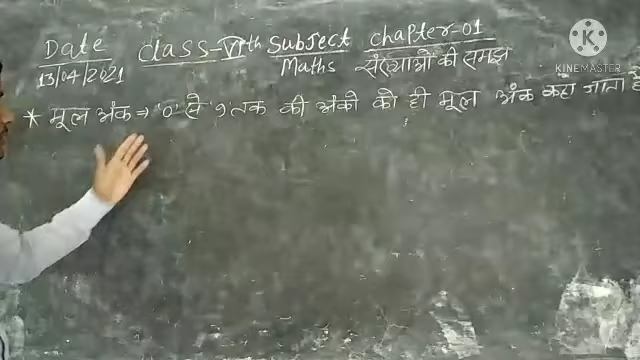 Date Class-VIth Subject Chapter-01
13/04/2021 Maths संख्याओं की समझ
* मूल अंक ⇒ '0' से '9' तक की अंको को ही मूल अंक कहा जाता है
KINEMASTER